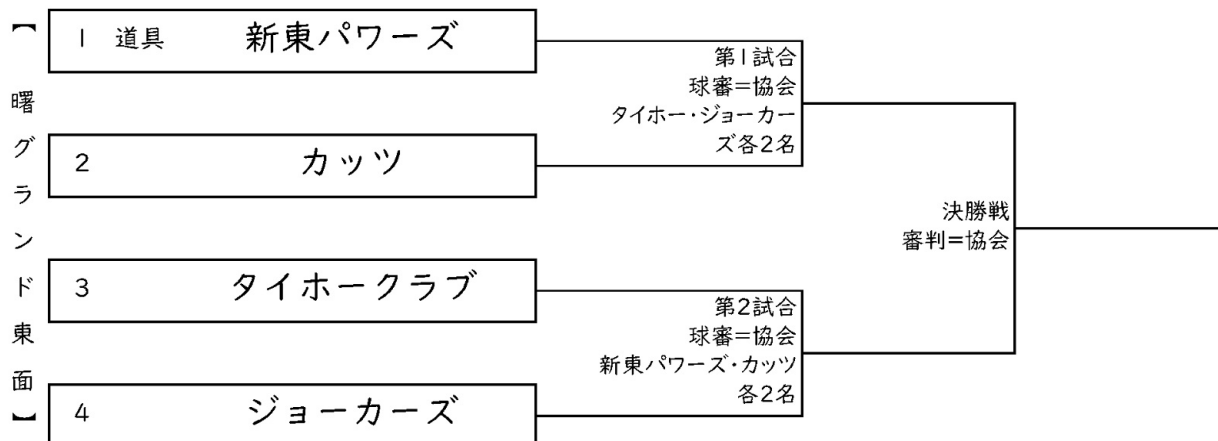 【曙グランド東面】
1 道具 新東パワーズ
2 カッツ
3 タイホークラブ
4 ジョーカーズ
第1試合
球審=協会
タイホー・ジョーカー
ズ各2名
第2試合
球審=協会
新東パワーズ・カッツ
各2名
決勝戦
審判=協会